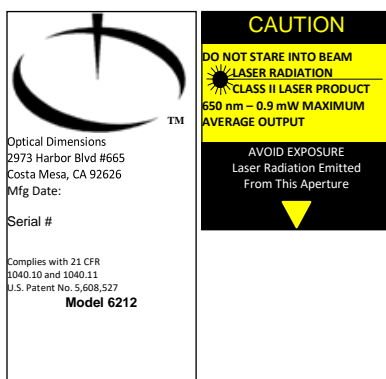 TM
Optical Dimensions
2973 Harbor Blvd #665
Costa Mesa, CA 92626
Mfg Date:
Serial #
Complies with 21 CFR
1040.10 and 1040.11
U.S. Patent No. 5,608,527
Model 6212
CAUTION
DO NOT STARE INTO BEAM
LASER RADIATION
CLASS II LASER PRODUCT
650 nm – 0.9 mW MAXIMUM
AVERAGE OUTPUT
AVOID EXPOSURE
Laser Radiation Emitted
From This Aperture